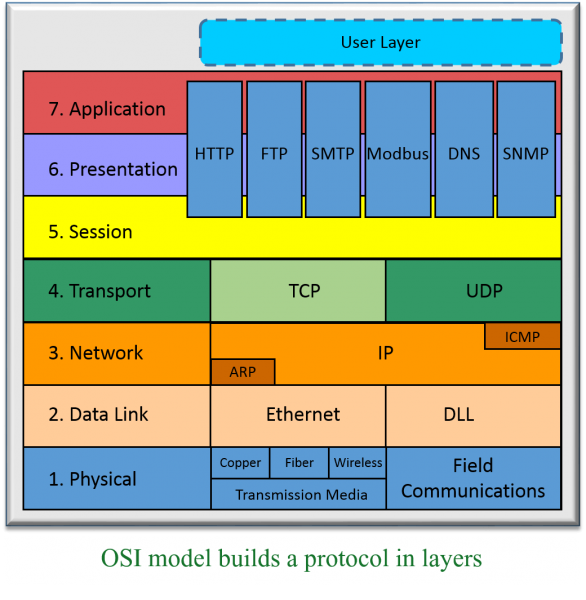 User Layer
7. Application
6. Presentation
HTTP FTP SMTP Modbus DNS SNMP
5. Session
4. Transport TCP UDP
ICMP
3. Network IP
ARP
2. Data Link Ethernet DLL
Copper Fiber Wireless
1. Physical
Field
Communications
Transmission Media
OSI model builds a protocol in layers